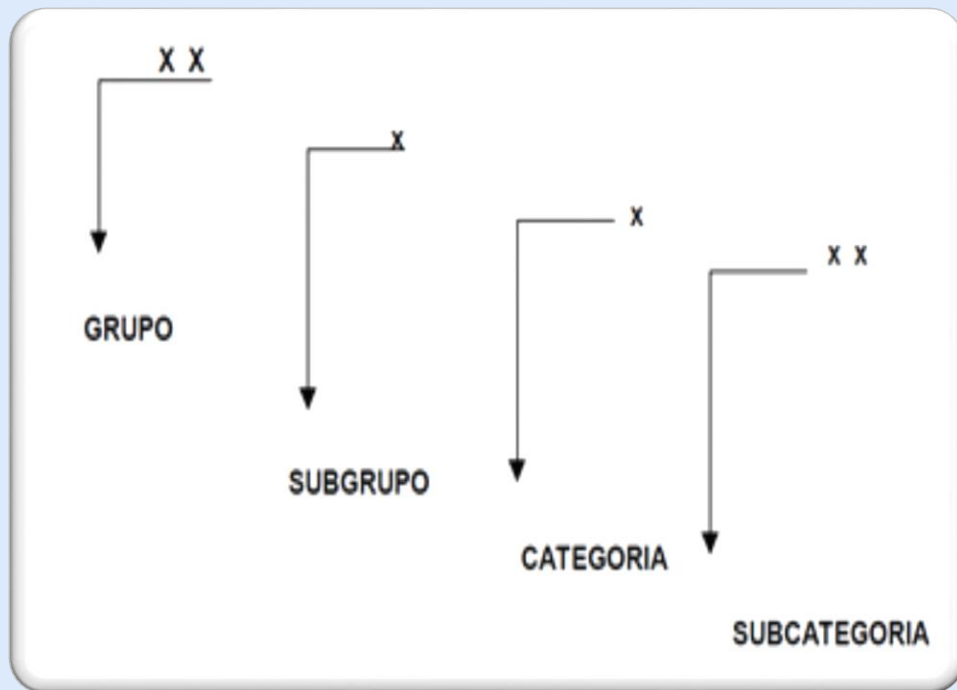 X X
X
X
X X
GRUPO
SUBGRUPO
CATEGORIA
SUBCATEGORIA